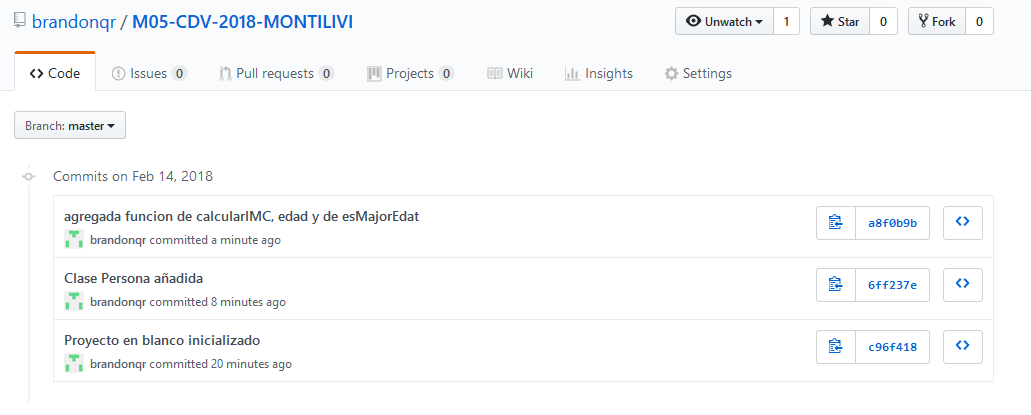 brandonqr / M05-CDV-2018-MONTILIVI
Unwatch 1 Star 0 Fork 0
Code Issues 0 Pull requests 0 Projects 0 Wiki Insights Settings
Branch: master
Commits on Feb 14, 2018
agregada funcion de calcularIMC, edad y de esMajorEdat
brandonqr committed a minute ago
a8f0b9b
Clase Persona añadida
brandonqr committed 8 minutes ago
6ff237e
Proyecto en blanco inicializado
brandonqr committed 20 minutes ago
c96f418